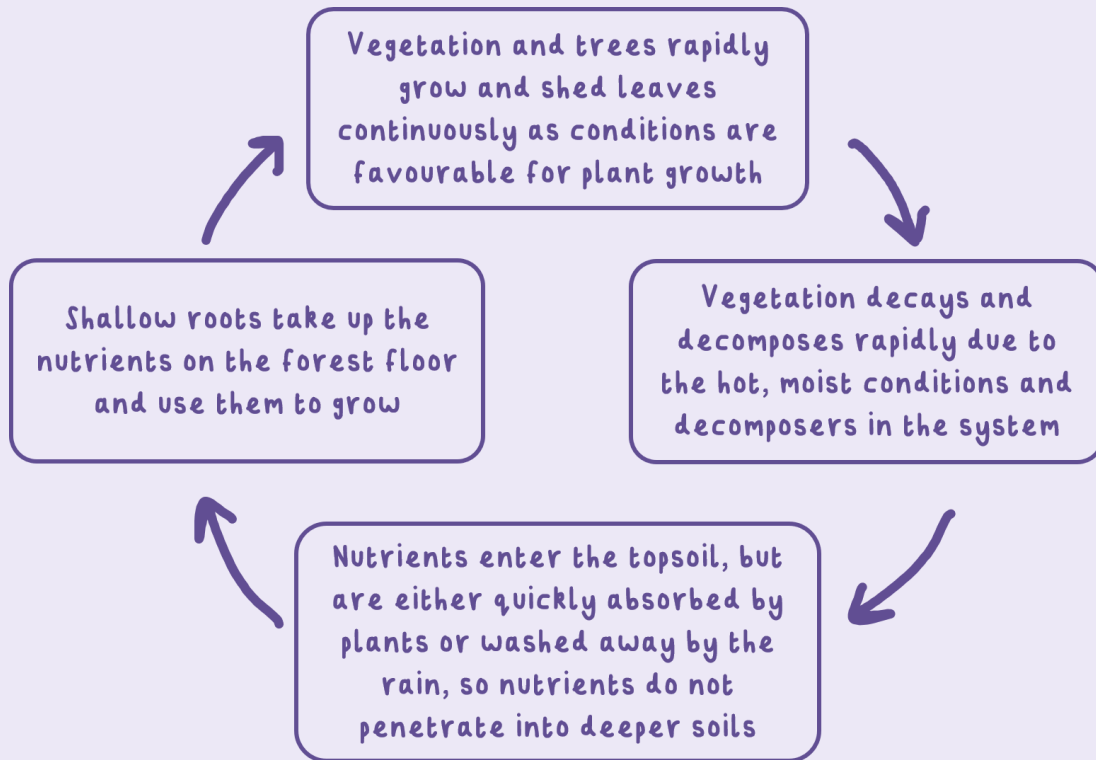 Vegetation and trees rapidly
grow and shed leaves
continuously as conditions are
favourable for plant growth
Vegetation decays and
decomposes rapidly due to
the hot, moist conditions and
decomposers in the system
Nutrients enter the topsoil, but
are either quickly absorbed by
plants or washed away by the
rain, so nutrients do not
penetrate into deeper soils
Shallow roots take up the
nutrients on the forest floor
and use them to grow